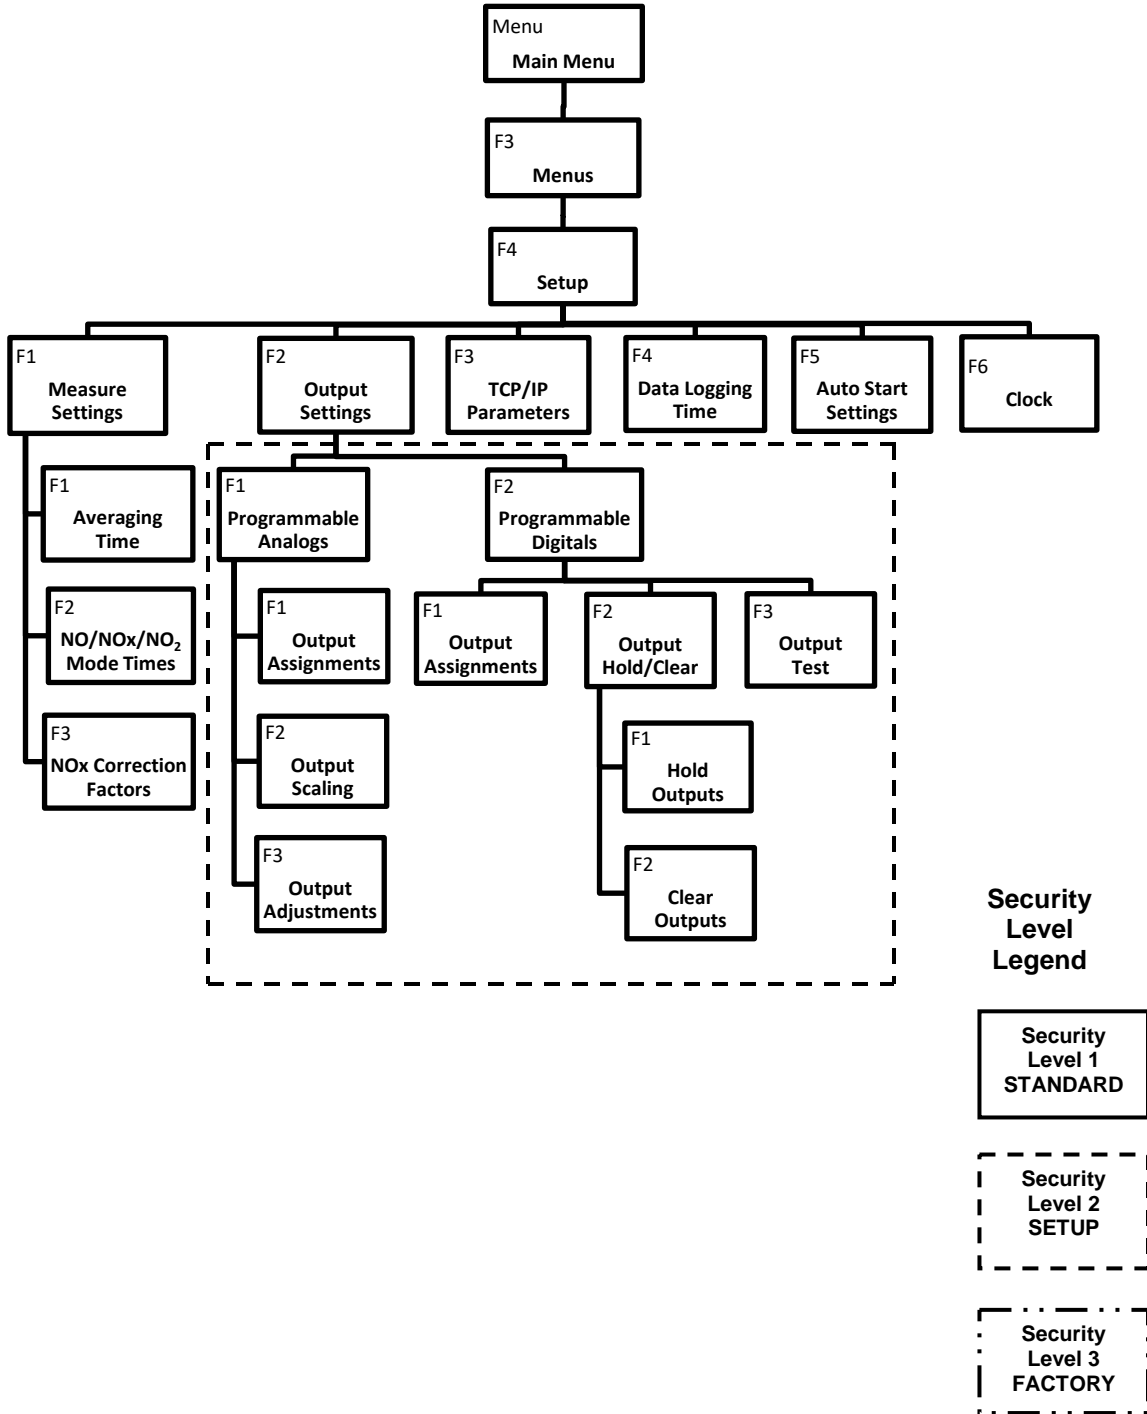 Menu
Main Menu
F3
Menus
F4
Setup
F1
Measure
Settings
F2
Output
Settings
F3
TCP/IP
Parameters
F4
Data Logging
Time
F5
Auto Start
Settings
F6
Clock
F1
Averaging
Time
F2
NO/NOx/NO₂
Mode Times
F3
NOx Correction
Factors
F1
Programmable
Analogs
F2
Programmable
Digitals
F1
Output
Assignments
F2
Output
Scaling
F3
Output
Adjustments
F1
Output
Assignments
F2
Output
Hold/Clear
F3
Output
Test
F1
Hold
Outputs
F2
Clear
Outputs
Security
Level
Legend
Security
Level 1
STANDARD
Security
Level 2
SETUP
Security
Level 3
FACTORY